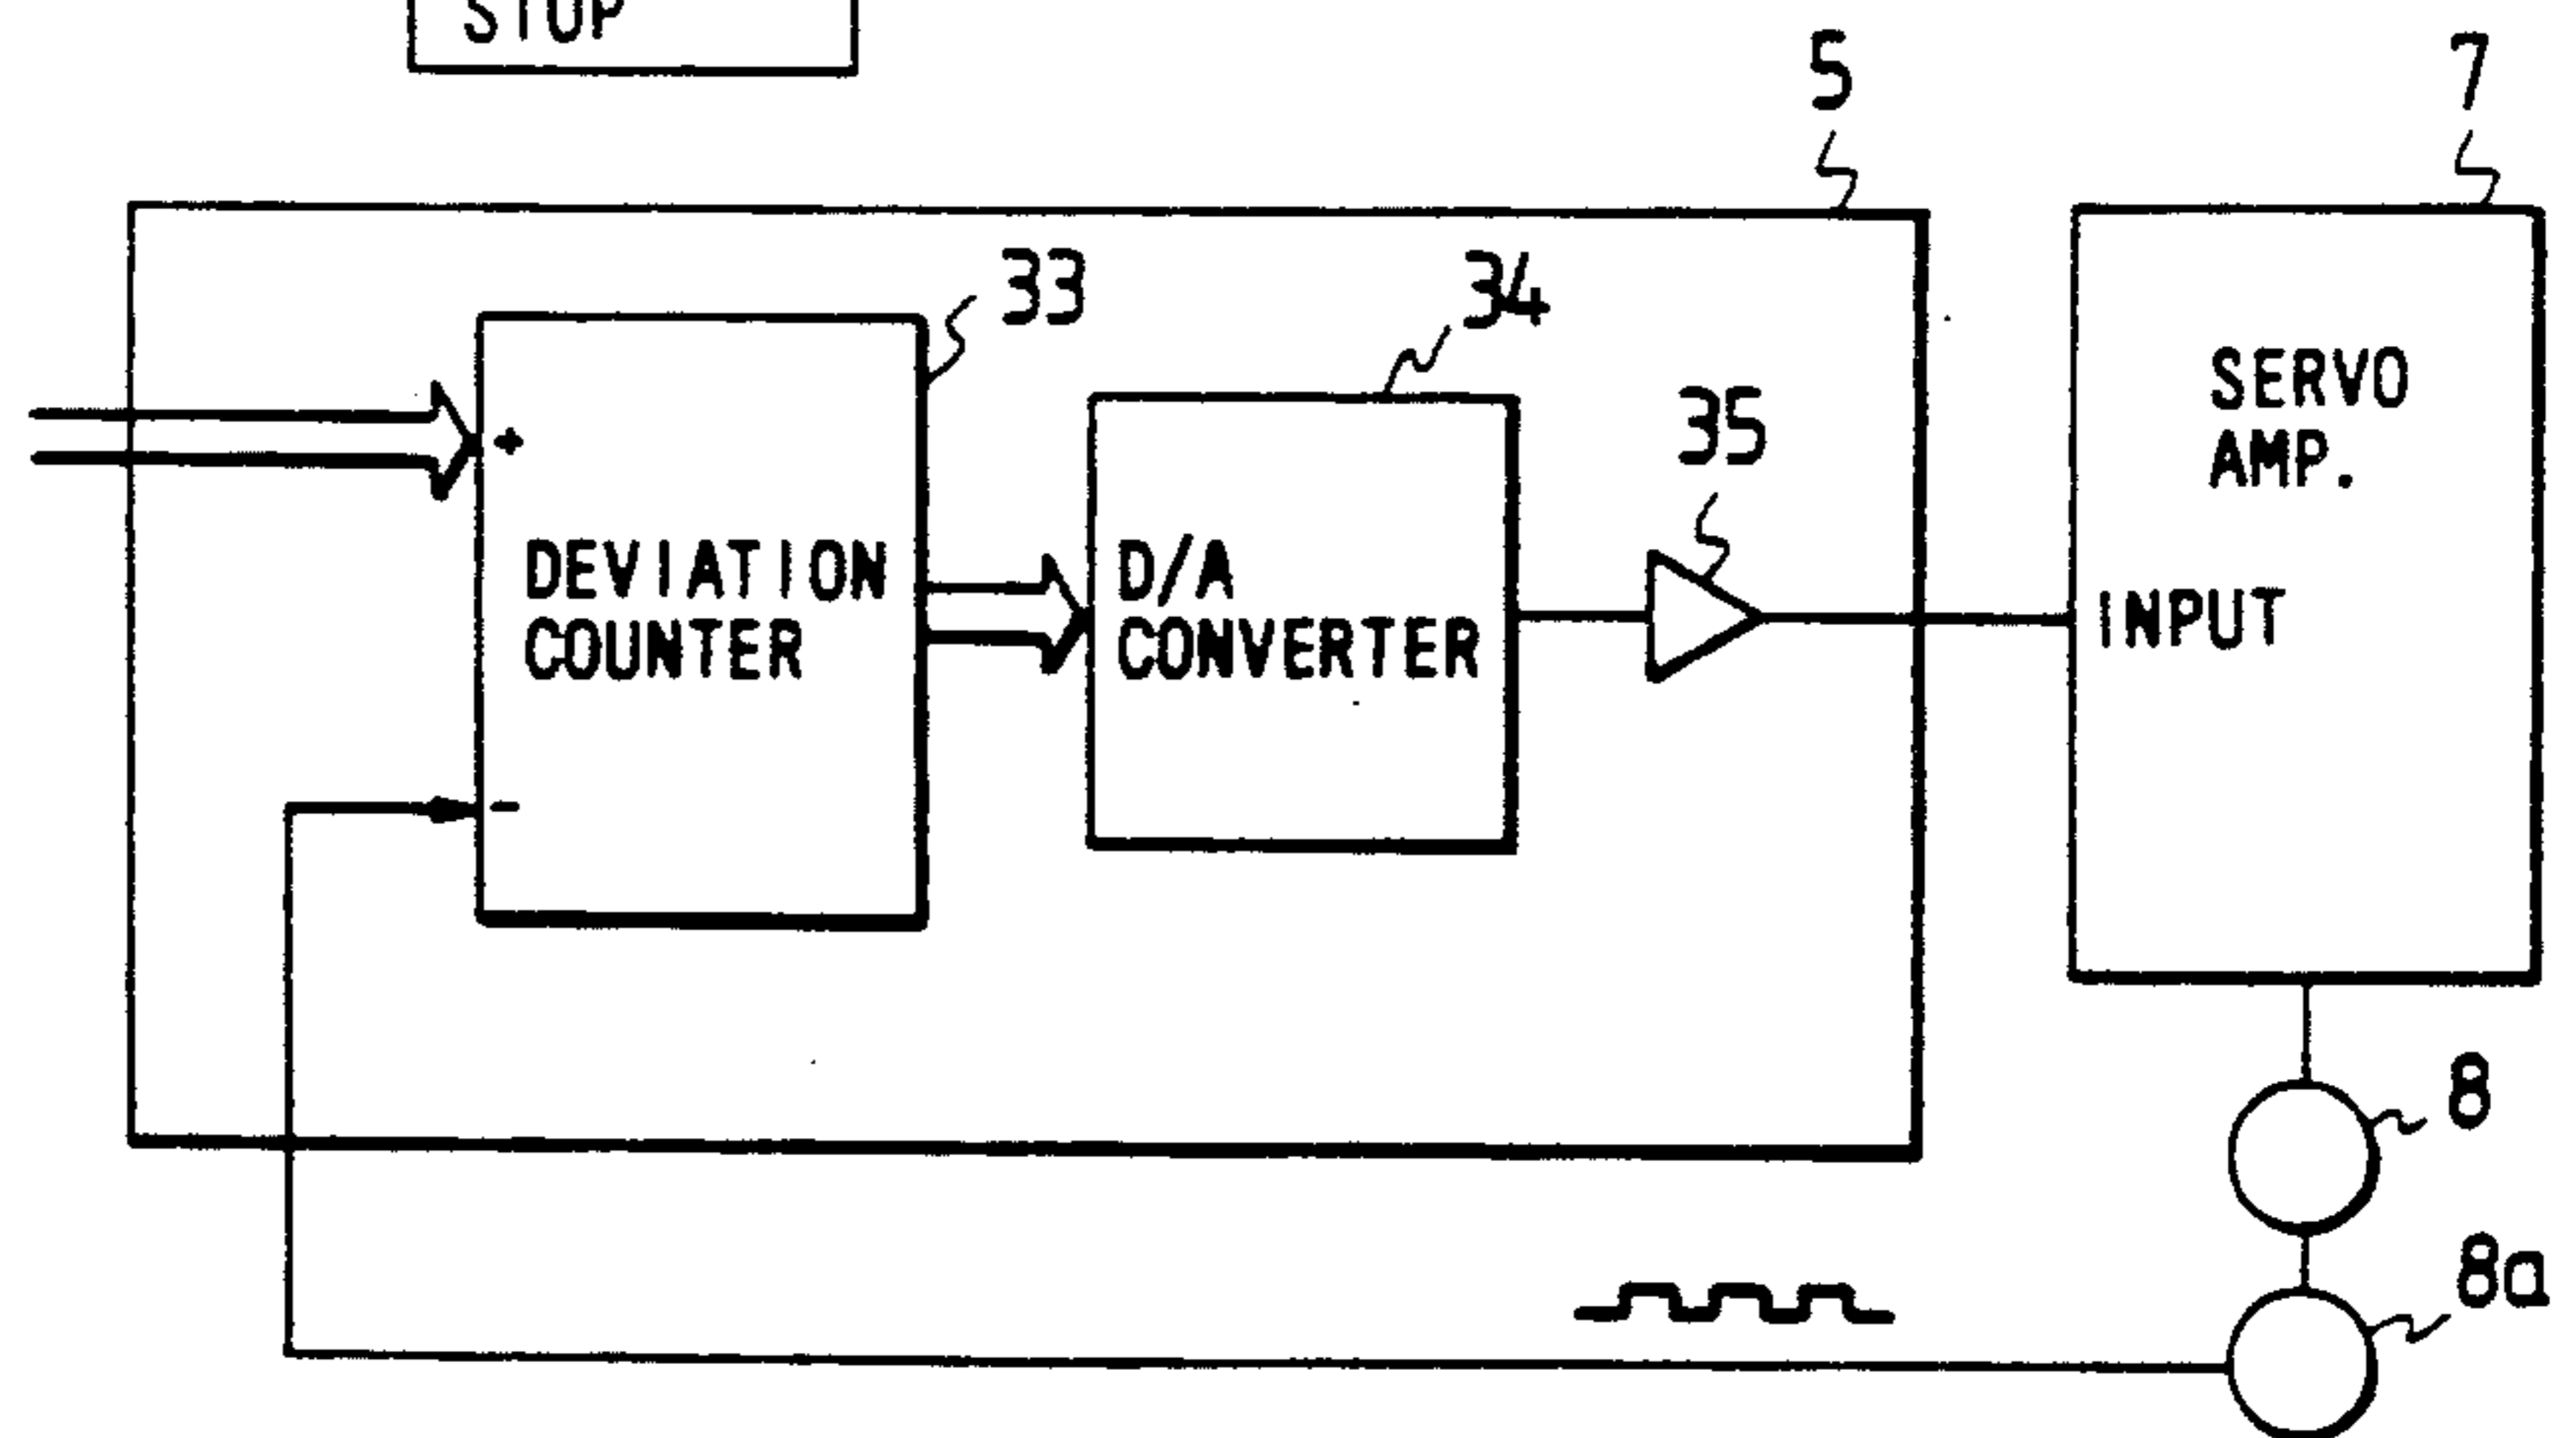 STOP
5
7
33
34
35
SERVO
AMP.
+
DEVIATION
COUNTER
D/A
CONVERTER
INPUT
-
8
8a